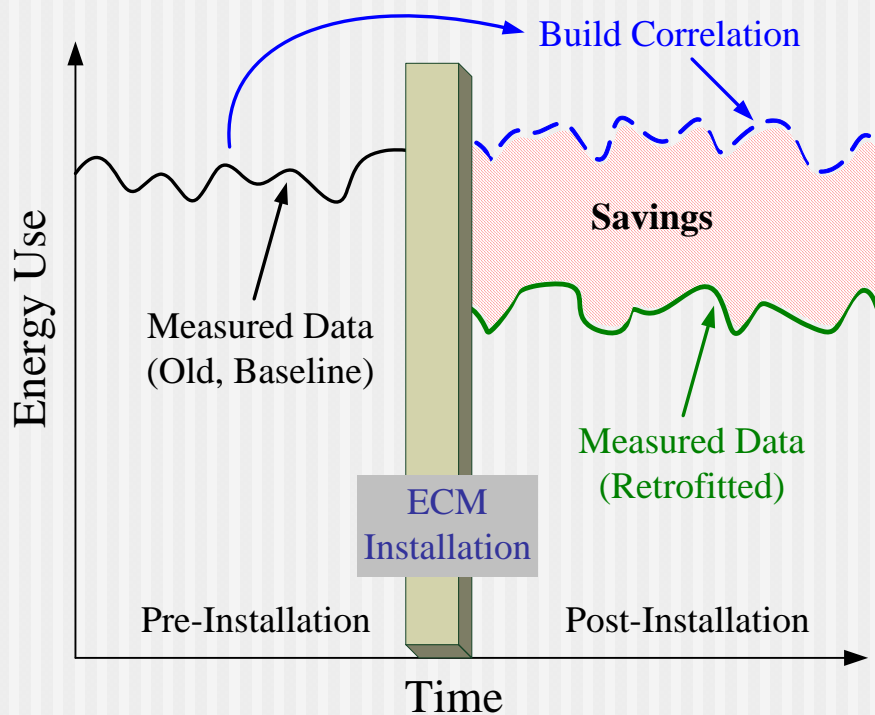 Build Correlation
Energy Use
Savings
Measured Data
(Old, Baseline)
Measured Data
(Retrofitted)
ECM
Installation
Pre-Installation
Post-Installation
Time